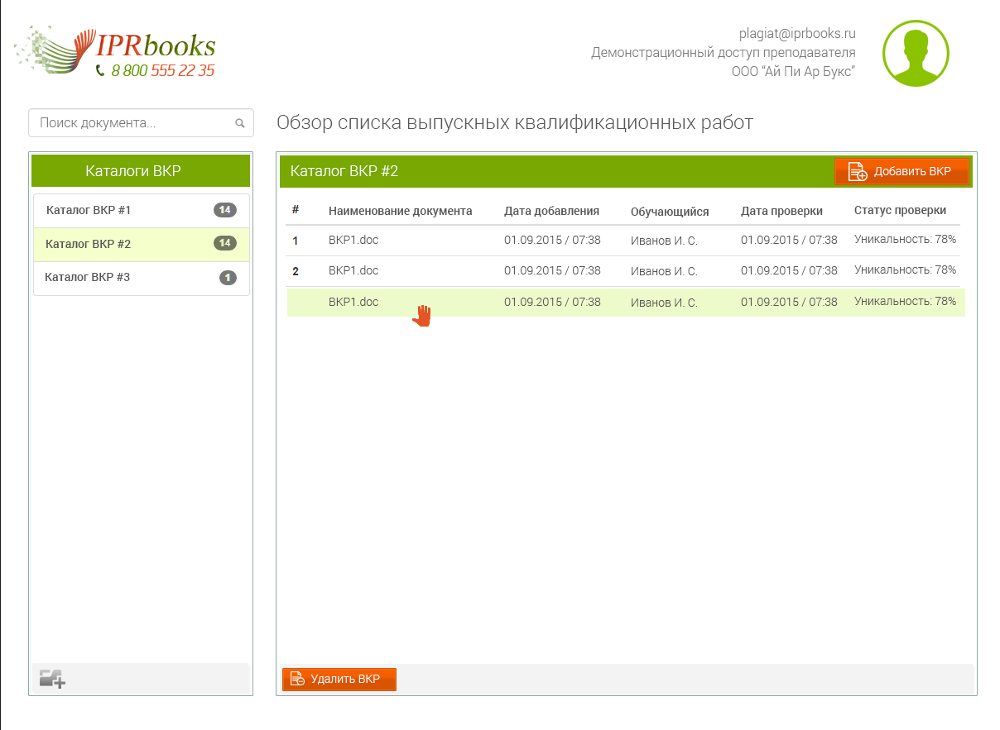 IPRbooks
8 800 555 22 35
plagiat@iprbooks.ru
Демонстрационный доступ преподавателя
ООО “Ай Пи Ар Букс”
Поиск документа...
Обзор списка выпускных квалификационных работ
Каталоги ВКР
Каталог ВКР #1 14
Каталог ВКР #2 14
Каталог ВКР #3 1
Каталог ВКР #2 Добавить ВКР
# Наименование документа Дата добавления Обучающийся Дата проверки Статус проверки
1 ВКР1.doc 01.09.2015 / 07:38 Иванов И. С. 01.09.2015 / 07:38 Уникальность: 78%
2 ВКР1.doc 01.09.2015 / 07:38 Иванов И. С. 01.09.2015 / 07:38 Уникальность: 78%
ВКР1.doc 01.09.2015 / 07:38 Иванов И. С. 01.09.2015 / 07:38 Уникальность: 78%
Удалить ВКР